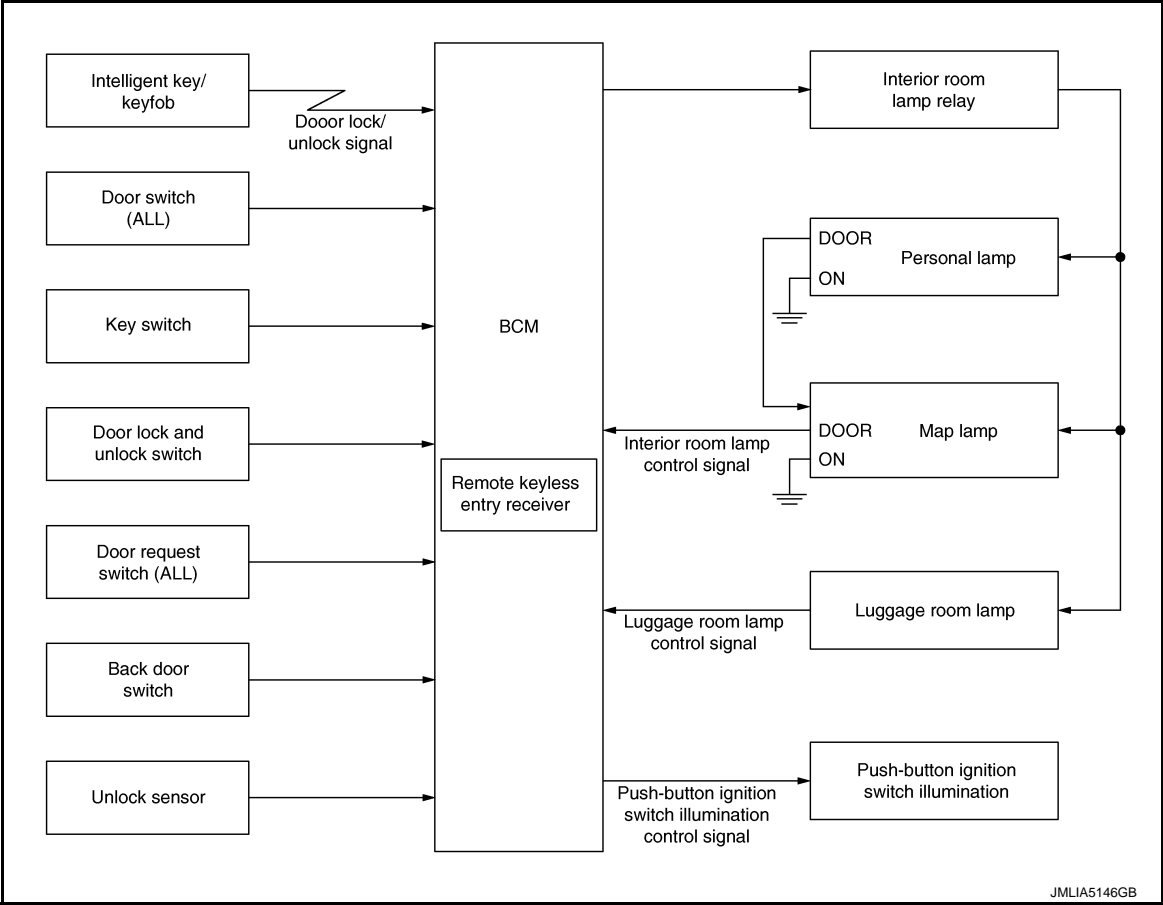 Intelligent key/
keyfob
Dooor lock/
unlock signal
Door switch
(ALL)
Key switch
Door lock and
unlock switch
Door request
switch (ALL)
Back door
switch
Unlock sensor
BCM
Remote keyless
entry receiver
Interior room
lamp relay
DOOR
Personal lamp
ON
DOOR
Map lamp
ON
Interior room lamp
control signal
Luggage room lamp
Luggage room lamp
control signal
Push-button ignition
switch illumination
Push-button ignition
switch illumination
control signal
JMLIA5146GB